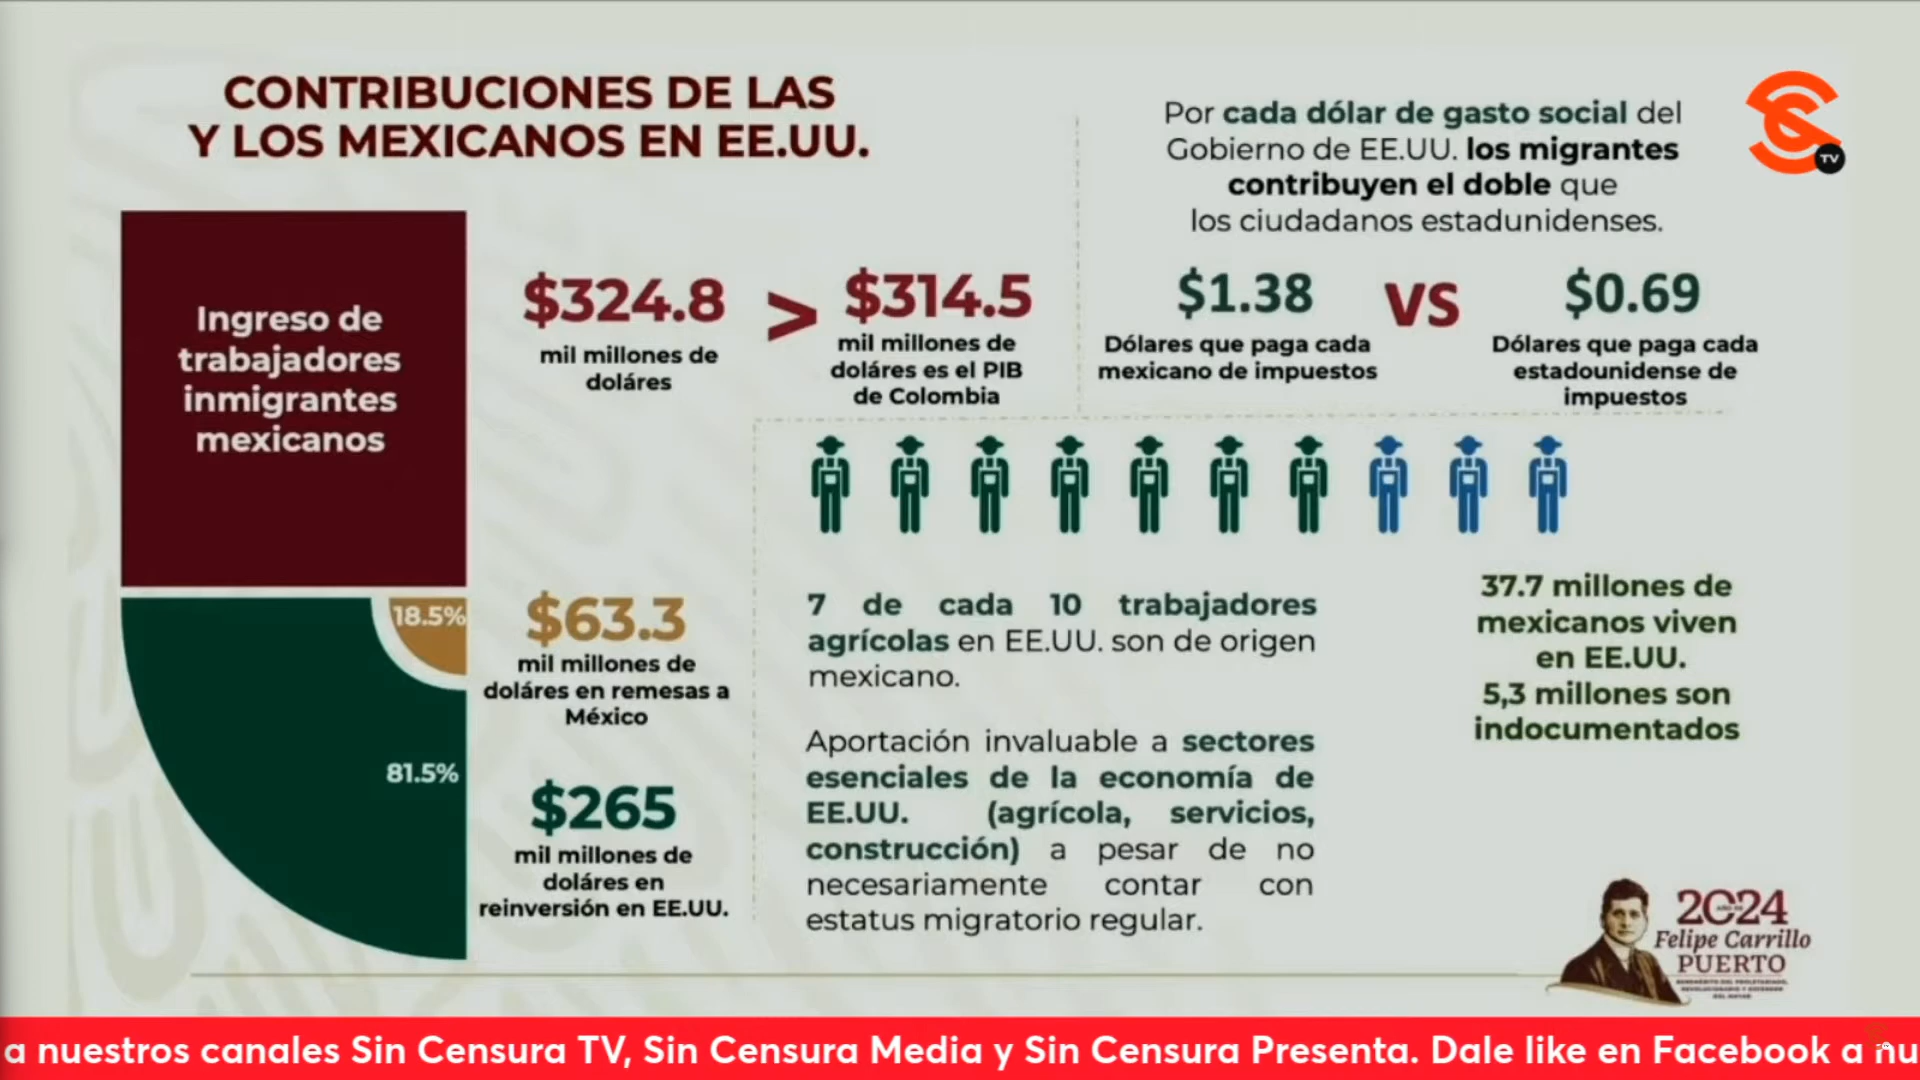 CONTRIBUCIONES DE LAS
Y LOS MEXICANOS EN EE.UU.
Por cada dólar de gasto social del
Gobierno de EE.UU. los migrantes
contribuyen el doble que
los ciudadanos estadunidenses.
TV
Ingreso de
trabajadores
inmigrantes
mexicanos
$324.8
mil millones de
doláres
>
$314.5
mil millones de
doláres es el PIB
de Colombia
$1.38
Dólares que paga cada
mexicano de impuestos
VS
$0.69
Dólares que paga cada
estadounidense de
impuestos
18.5%
81.5%
$63.3
mil millones de
doláres en remesas a
México
$265
mil millones de
doláres en
reinversión en EE.UU.
7 de cada 10 trabajadores
agrícolas en EE.UU. son de origen
mexicano.
Aportación invaluable a sectores
esenciales de la economía de
EE.UU. (agrícola, servicios,
construcción) a pesar de no
necesariamente contar con
estatus migratorio regular.
37.7 millones de
mexicanos viven
en EE.UU.
5,3 millones son
indocumentados
2024
Felipe Carrillo
PUERTO
a nuestros canales Sin Censura TV, Sin Censura Media y Sin Censura Presenta. Dale like en Facebook a nu